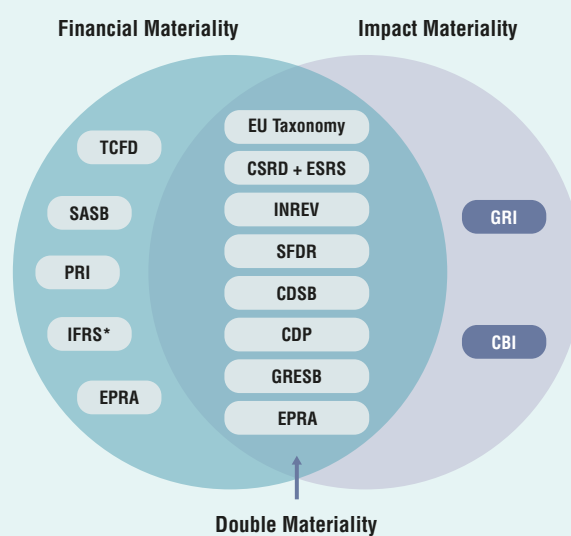 Financial Materiality
Impact Materiality
TCFD
SASB
PRI
IFRS*
EPRA
EU Taxonomy
CSRD + ESRS
INREV
SFDR
CDSB
CDP
GRESB
EPRA
GRI
CBI
Double Materiality